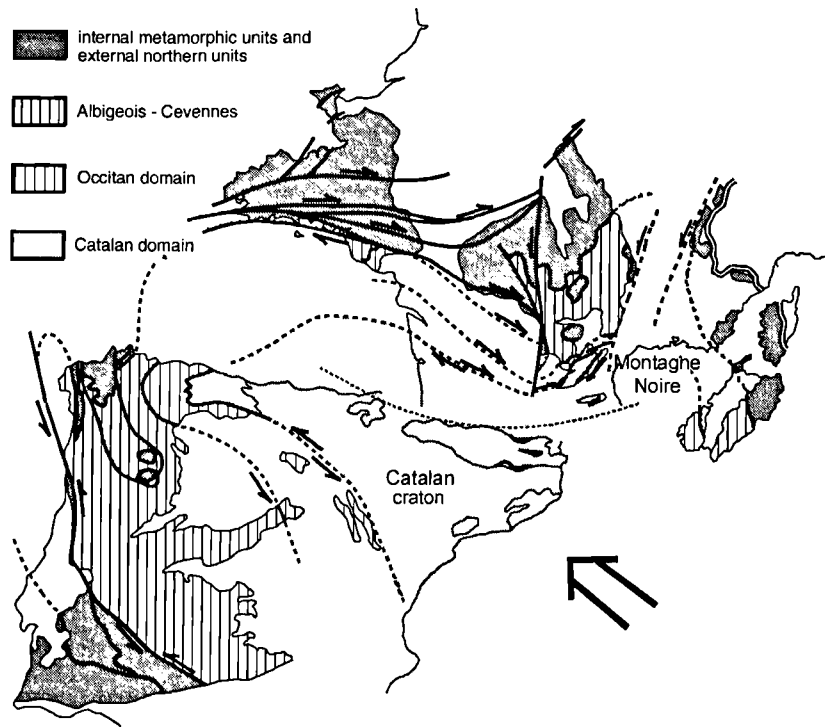 internal metamorphic units and
external northern units
Albigeois - Cevennes
Occitan domain
Catalan domain
Montaghe
Noire
Catalan
craton